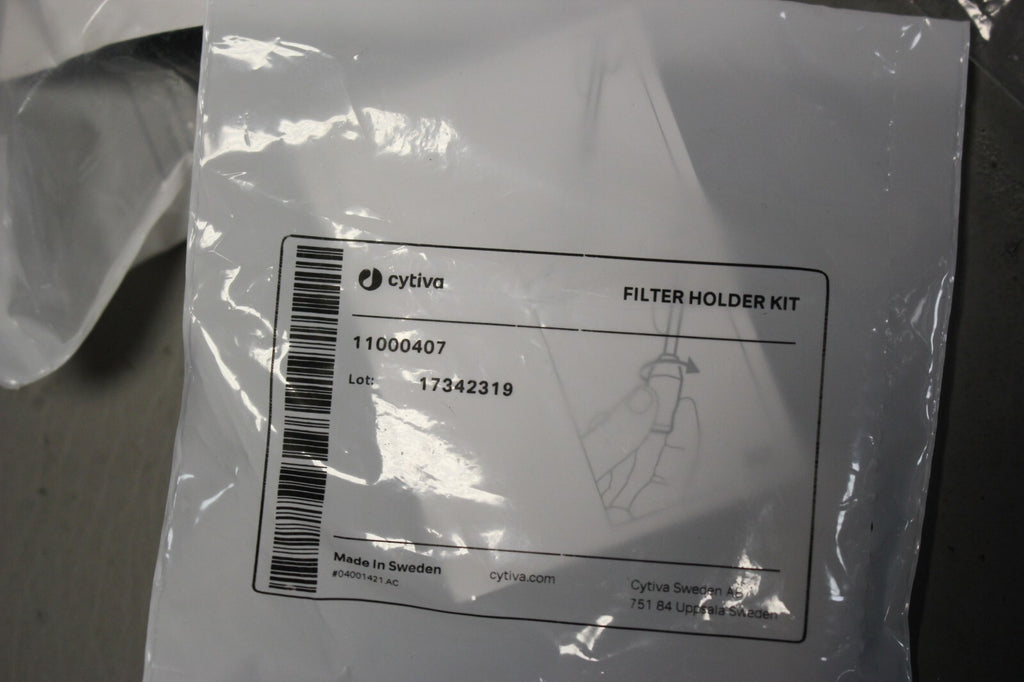 cytiva
FILTER HOLDER KIT
11000407
Lot: 17342319
Made In Sweden
#04001421 AC
cytiva.com
Cytiva Sweden AB
751 84 Uppsala Sweden